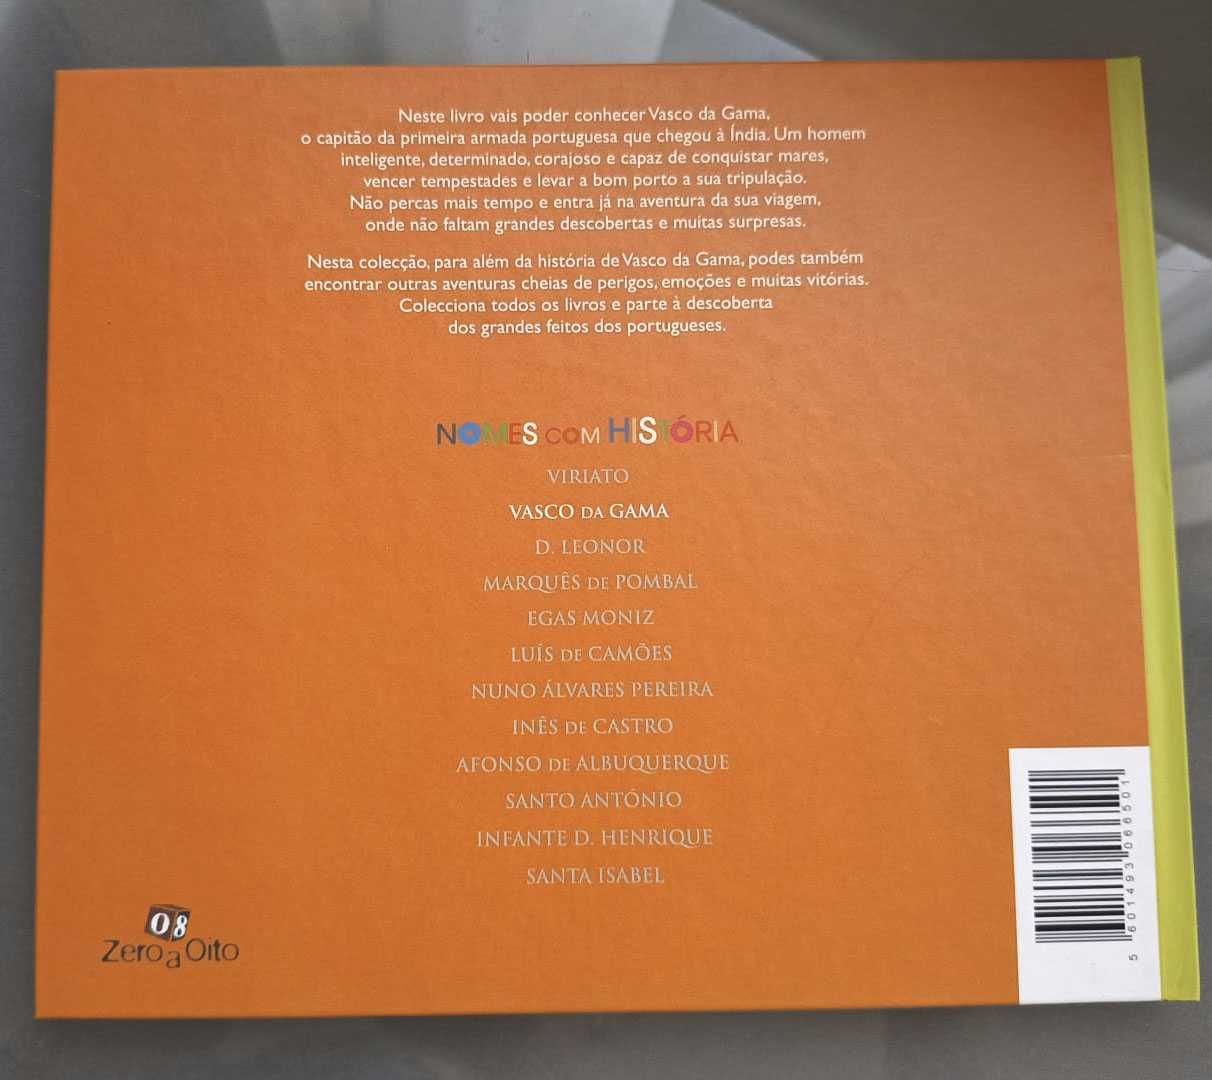 Neste livro vais poder conhecer Vasco da Gama,
o capitão da primeira armada portuguesa que chegou à Índia. Um homem
inteligente, determinado, corajoso e capaz de conquistar mares,
vencer tempestades e levar a bom porto a sua tripulação.
Não percas mais tempo e entra já na aventura da sua viagem,
onde não faltam grandes descobertas e muitas surpresas.
Nesta colecção, para além da história de Vasco da Gama, podes também
encontrar outras aventuras cheias de perigos, emoções e muitas vitórias.
Colecciona todos os livros e parte à descoberta
dos grandes feitos dos portugueses.
NOMES COM HISTÓRIA
VIRIATO
VASCO DA GAMA
D. LEONOR
MARQUÊS DE POMBAL
EGAS MONIZ
LUÍS DE CAMÕES
NUNO ÁLVARES PEREIRA
INÊS DE CASTRO
AFONSO DE ALBUQUERQUE
SANTO ANTÓNIO
INFANTE D. HENRIQUE
SANTA ISABEL
08
Zero a Oito
5 601493 066501